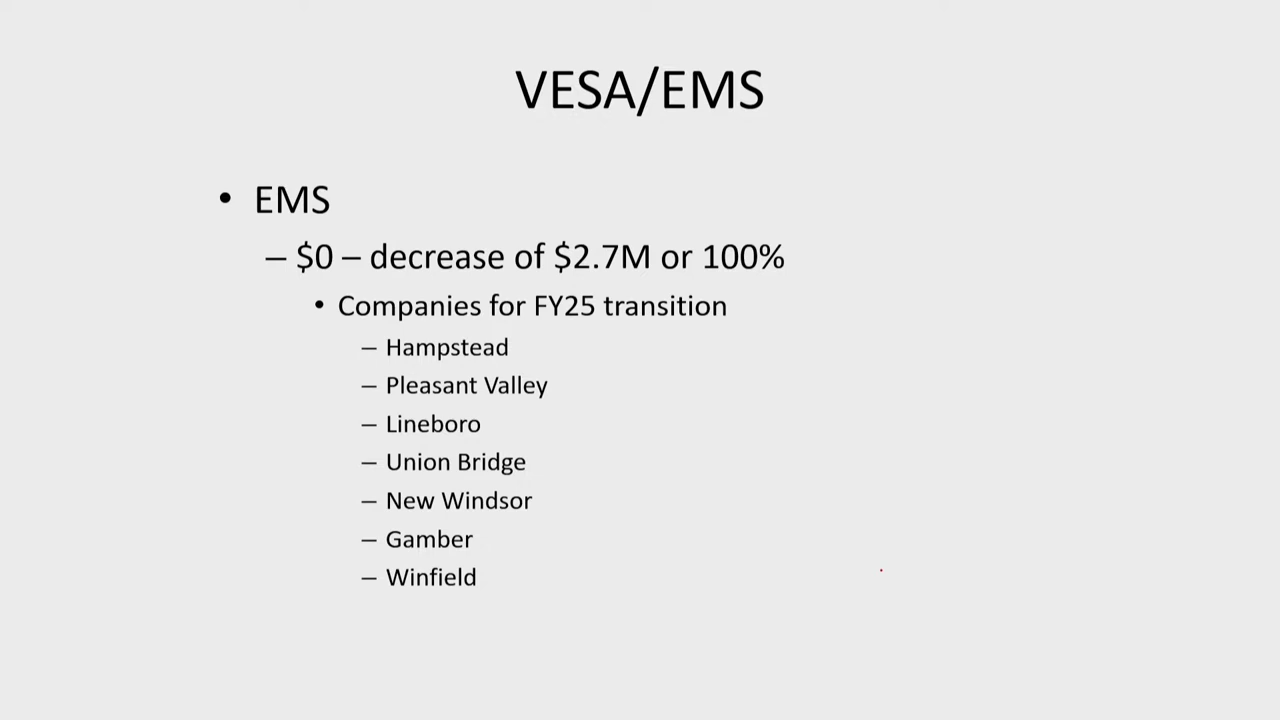 VESA/EMS
• EMS
– $0 – decrease of $2.7M or 100%
• Companies for FY25 transition
– Hampstead
– Pleasant Valley
– Lineboro
– Union Bridge
– New Windsor
– Gamber
– Winfield